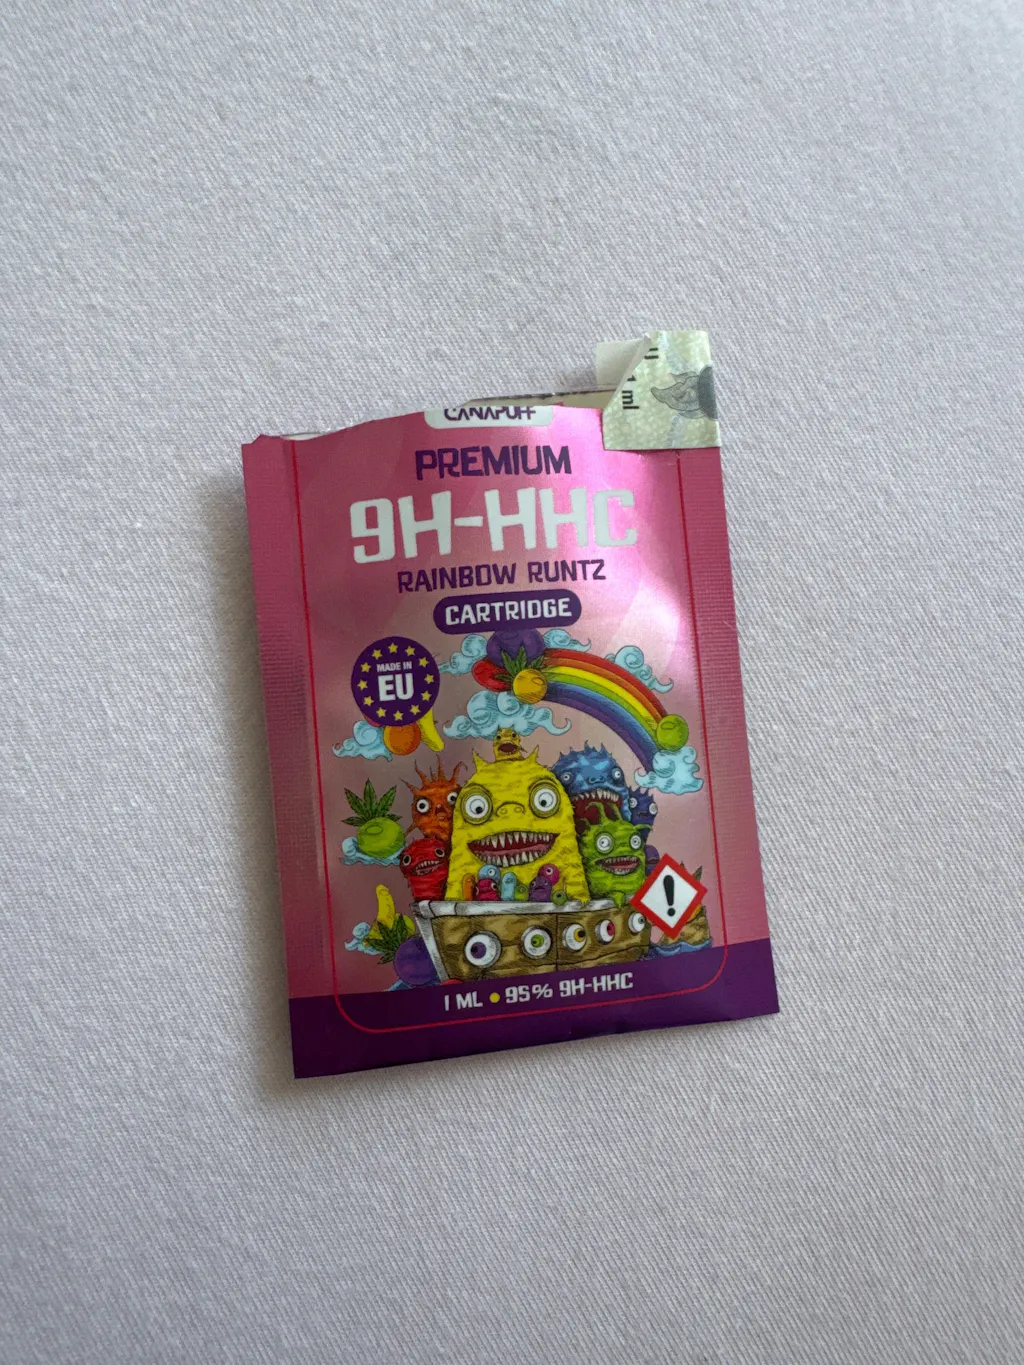 1 ml
CANAPUFF
PREMIUM
9H-HHC
RAINBOW RUNTZ
CARTRIDGE
MADE IN
EU
!
1 ML • 95% 9H-HHC